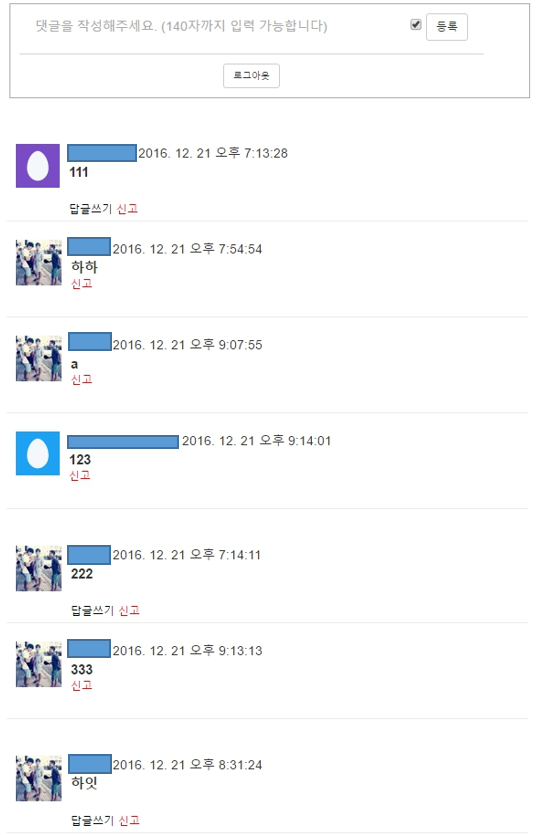 댓글을 작성해주세요. (140자까지 입력 가능합니다) 등록
로그아웃
2016. 12. 21 오후 7:13:28
111
답글쓰기 신고
2016. 12. 21 오후 7:54:54
하하
신고
2016. 12. 21 오후 9:07:55
a
신고
2016. 12. 21 오후 9:14:01
123
신고
2016. 12. 21 오후 7:14:11
222
답글쓰기 신고
2016. 12. 21 오후 9:13:13
333
신고
2016. 12. 21 오후 8:31:24
하잇
답글쓰기 신고